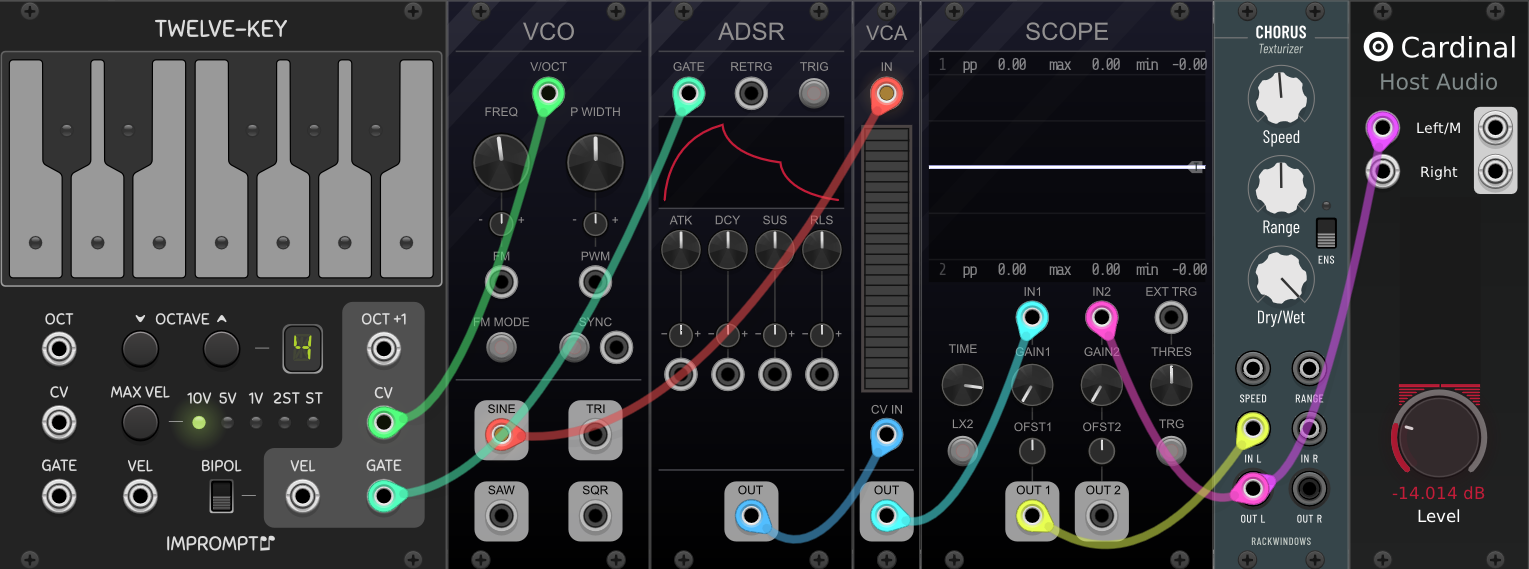 TWELVE-KEY
OCT
OCTAVE
4
OCT +1
CV
MAX VEL
10V 5V 1V 2ST ST
CV
GATE
VEL
BIPOL
VEL
GATE
IMPROMPT
VCO
V/OCT
FREQ
P WIDTH
- +
- +
FM
PWM
FM MODE
SYNC
SINE
TRI
SAW
SQR
ADSR
GATE
RETRG
TRIG
ATK
DCY
SUS
RLS
- +
- +
- +
- +
OUT
VCA
IN
CV IN
OUT
SCOPE
1 pp 0.00 max 0.00 min -0.00
2 pp 0.00 max 0.00 min -0.00
IN1
IN2
EXT TRG
TIME
GAIN1
GAIN2
THRES
LX2
OFST1
OFST2
TRG
OUT 1
OUT 2
CHORUS
Texturizer
Speed
Range
ENS
Dry/Wet
SPEED
RANGE
IN L
IN R
OUT L
OUT R
RACKWINDOWS
Cardinal
Host Audio
Left/M
Right
-14.014 dB
Level